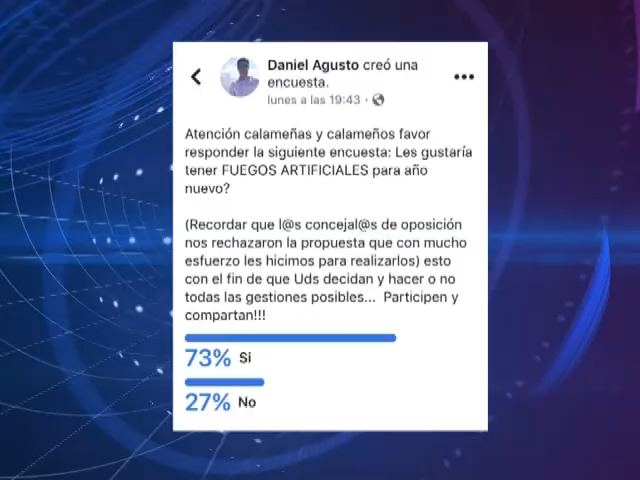 Daniel Agusto creó una
encuesta.
lunes a las 19:43 ·
Atención calameñas y calameños favor
responder la siguiente encuesta: Les gustaría
tener FUEGOS ARTIFICIALES para año
nuevo?
(Recordar que l@s concejal@s de oposición
nos rechazaron la propuesta que con mucho
esfuerzo les hicimos para realizarlos) esto
con el fin de que Uds decidan y hacer o no
todas las gestiones posibles... Participen y
compartan!!!
73% Si
27% No